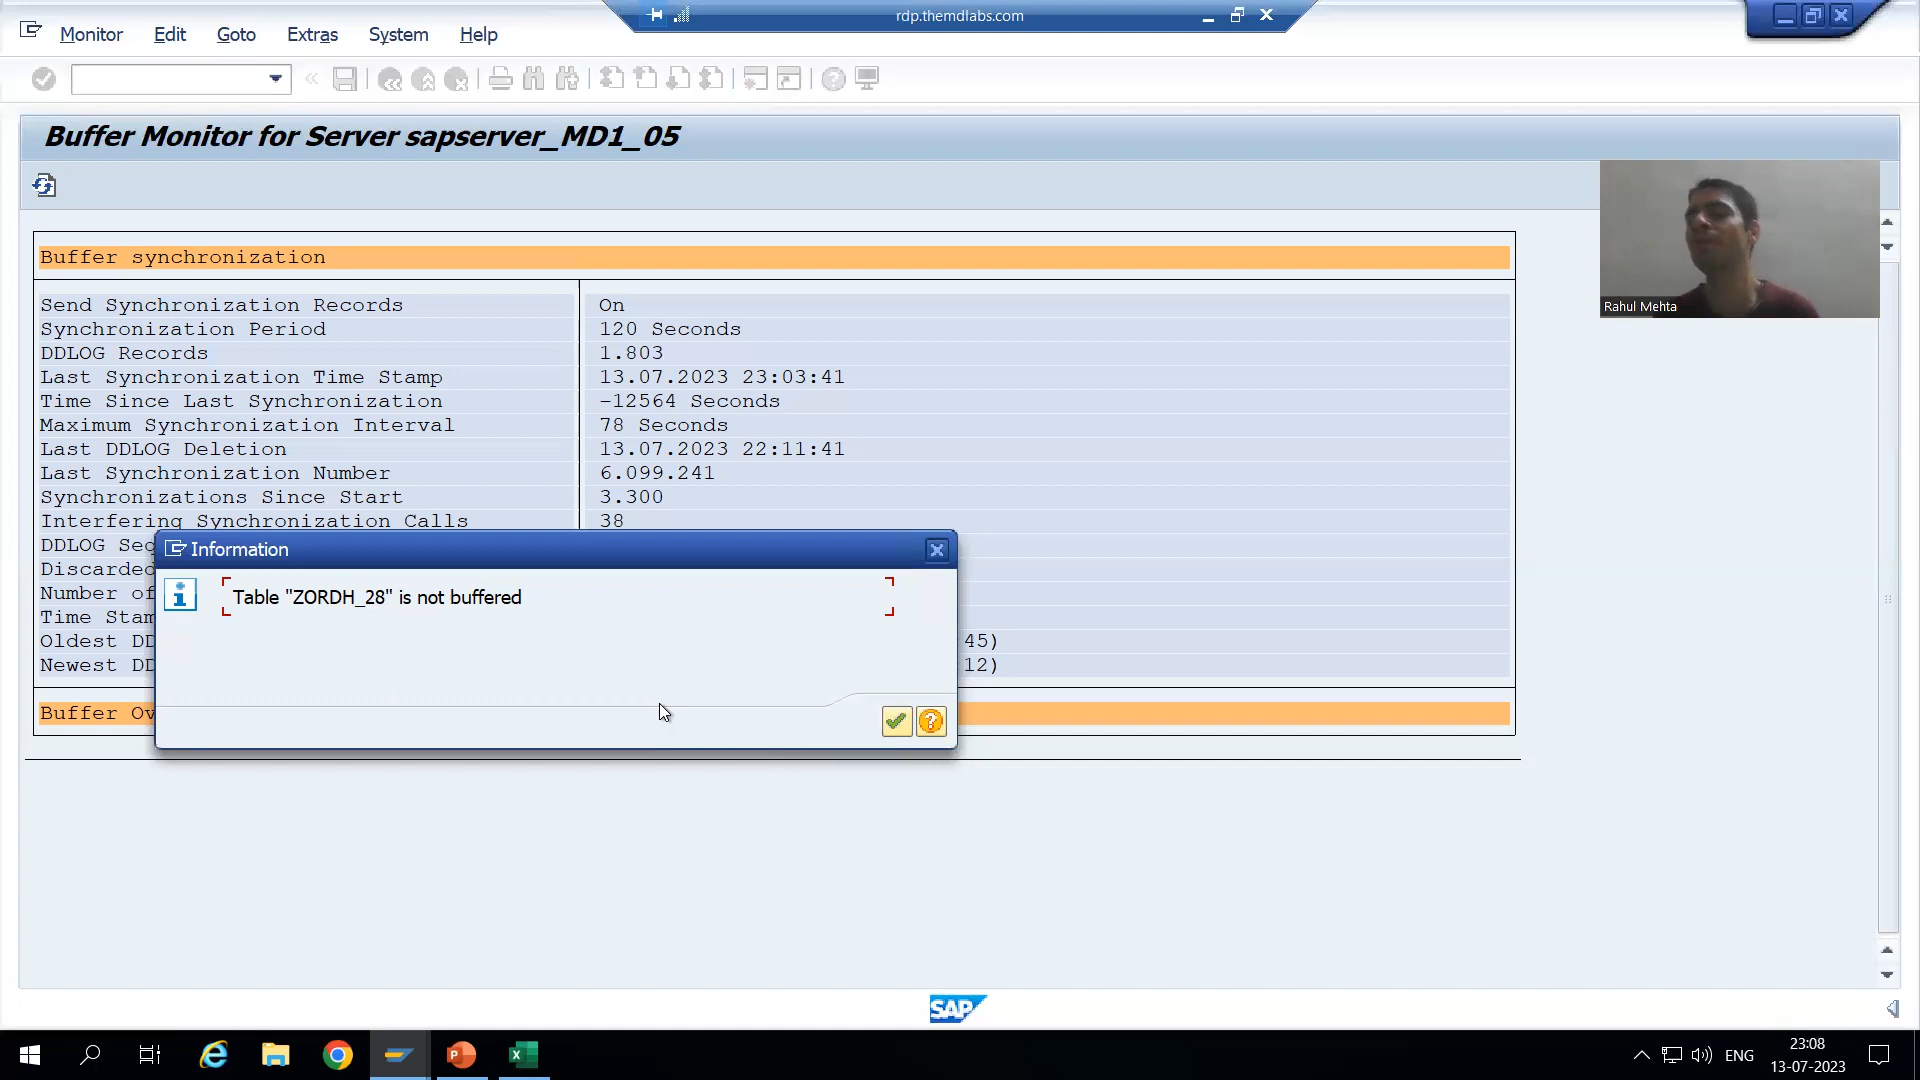 rdp.themdlabs.com
Monitor Edit Goto Extras System Help
Buffer Monitor for Server sapserver_MD1_05
Rahul Mehta
Buffer synchronization
Send Synchronization Records On
Synchronization Period 120 Seconds
DDLOG Records 1.803
Last Synchronization Time Stamp 13.07.2023 23:03:41
Time Since Last Synchronization -12564 Seconds
Maximum Synchronization Interval 78 Seconds
Last DDLOG Deletion 13.07.2023 22:11:41
Last Synchronization Number 6.099.241
Synchronizations Since Start 3.300
Interfering Synchronization Calls 38
DDLOG Seq
Discarded
Number of
Time Stam
Oldest DD 45)
Newest DD 12)
Buffer Ov
Information
Table "ZORDH_28" is not buffered
SAP
ENG
23:08
13-07-2023